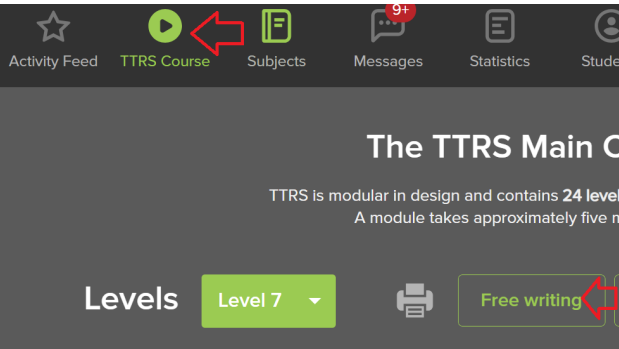 9+
Activity Feed TTRS Course Subjects Messages Statistics
The TTRS Main
TTRS is modular in design and contains 24
A module takes approximately five
Levels Level 7 Free writing